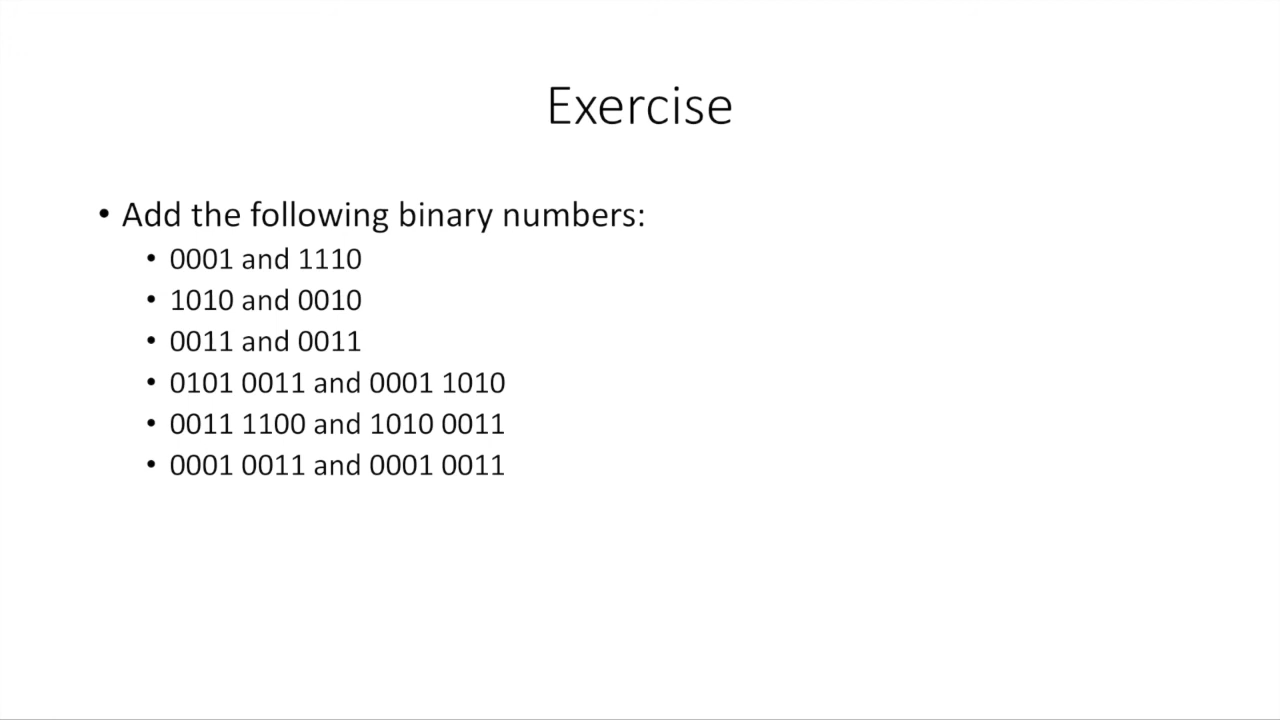 Exercise
• Add the following binary numbers:
• 0001 and 1110
• 1010 and 0010
• 0011 and 0011
• 0101 0011 and 0001 1010
• 0011 1100 and 1010 0011
• 0001 0011 and 0001 0011